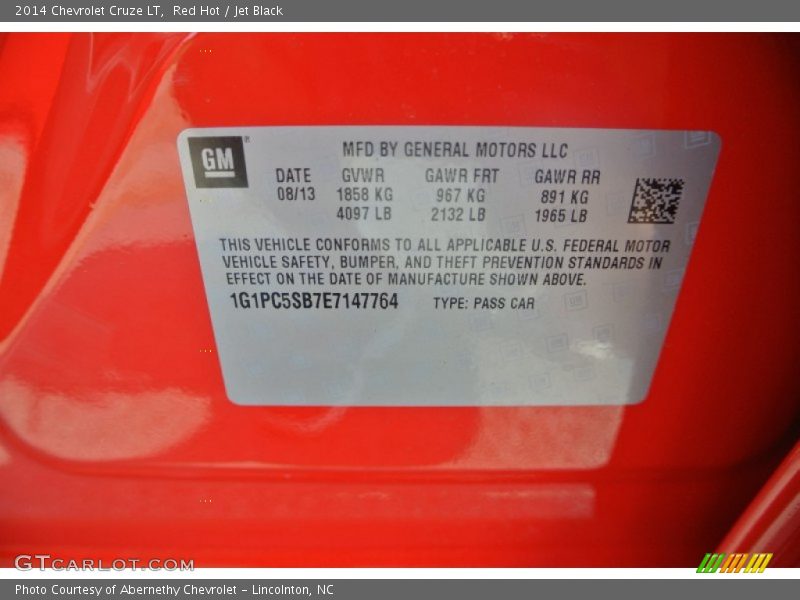 2014 Chevrolet Cruze LT, Red Hot / Jet Black
GM
MFD BY GENERAL MOTORS LLC
DATE GVWR GAWR FRT GAWR RR
08/13 1858 KG 967 KG 891 KG
4097 LB 2132 LB 1965 LB
THIS VEHICLE CONFORMS TO ALL APPLICABLE U.S. FEDERAL MOTOR
VEHICLE SAFETY, BUMPER, AND THEFT PREVENTION STANDARDS IN
EFFECT ON THE DATE OF MANUFACTURE SHOWN ABOVE.
1G1PC5SB7E7147764 TYPE: PASS CAR
GTCARLOT.COM
Photo Courtesy of Abernethy Chevrolet – Lincolnton, NC